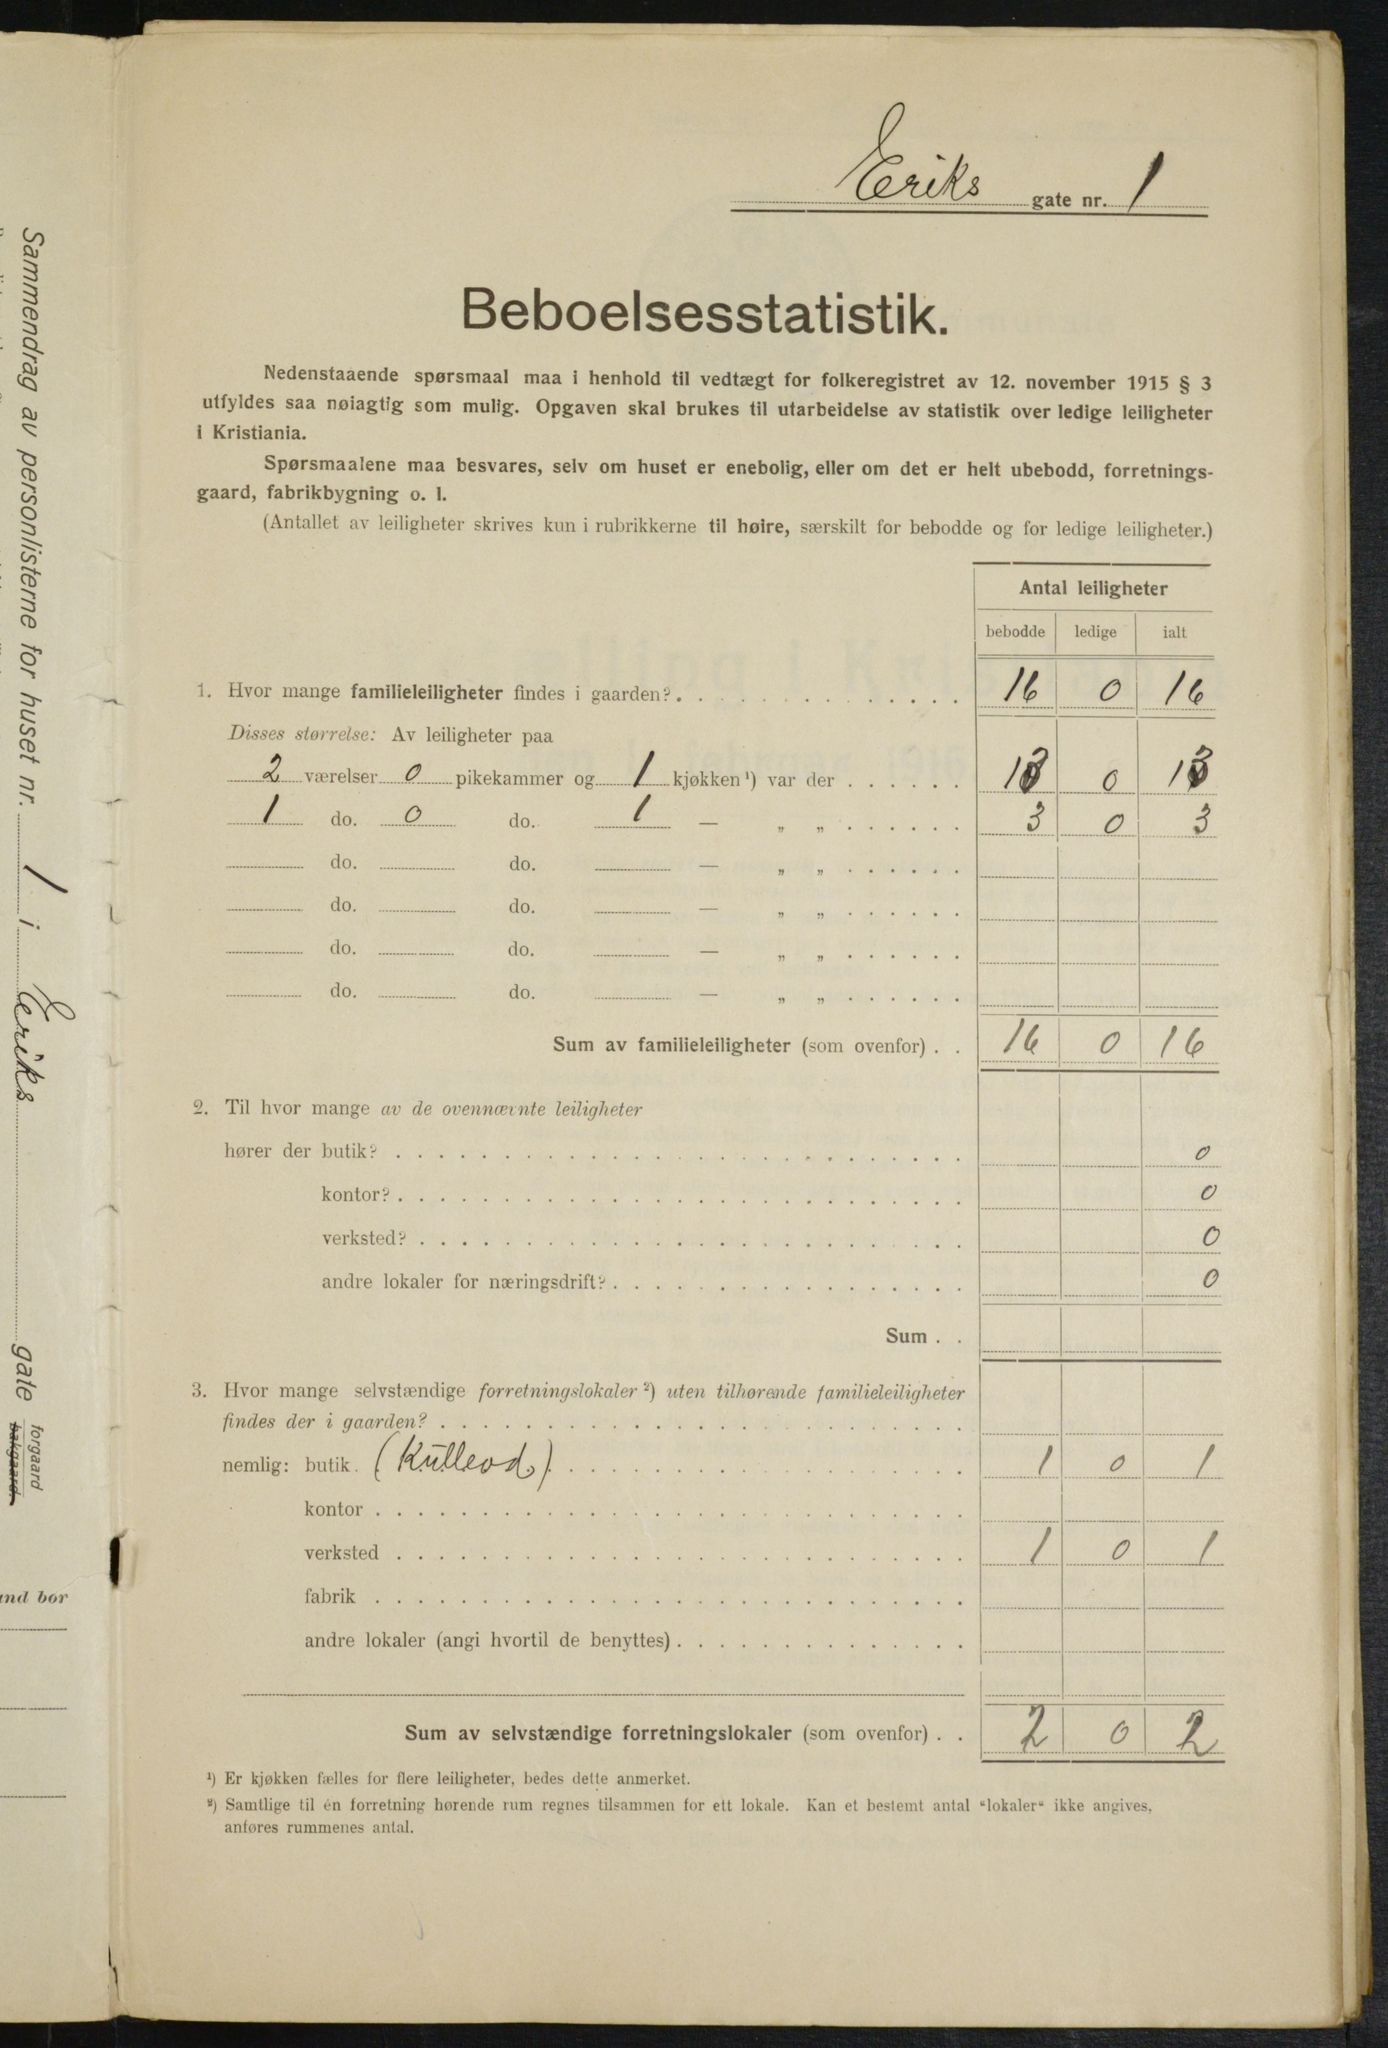 Eriks gate nr. 1
Beboelsesstatistik.
Nedenstaaende spørsmaal maa i henhold til vedtægt for folkeregistret av 12. november 1915 § 3
utfyldes saa nøiagtig som mulig. Opgaven skal brukes til utarbeidelse av statistik over ledige leiligheter
i Kristiania.
Spørsmaalene maa besvares, selv om huset er enebolig, eller om det er helt ubebodd, forretnings-
gaard, fabrikbygning o. l.
(Antallet av leiligheter skrives kun i rubrikkerne til høire, særskilt for bebodde og for ledige leiligheter.)
Antal leiligheter
bebodde ledige ialt
1. Hvor mange familieleiligheter findes i gaarden? . . . . . . . . . . . . . 16 0 16
Disses størrelse: Av leiligheter paa
2 værelser 0 pikekammer og 1 kjøkken ¹) var der . . . . . . 13 0 13
1 do. 0 do. 1 — „ „ . . . . . . 3 0 3
do. do. — „ „ . . . . . .
do. do. — „ „ . . . . . .
do. do. — „ „ . . . . . .
do. do. — „ „ . . . . . .
Sum av familieleiligheter (som ovenfor) . . 16 0 16
2. Til hvor mange av de ovennævnte leiligheter
hører der butik? . . . . . . . . . . . . . . . . . . . . 0
kontor? . . . . . . . . . . . . . . . . . . . . 0
verksted? . . . . . . . . . . . . . . . . . . . 0
andre lokaler for næringsdrift? . . . . . . . . . . . . . 0
Sum . .
3. Hvor mange selvstændige forretningslokaler ²) uten tilhørende familieleiligheter
findes der i gaarden? . . . . . . . . . . . . . . . . . . .
nemlig: butik (Kul & ved.) . . . . . . . . . . . . . . 1 0 1
kontor . . . . . . . . . . . . . . . . . . . . .
verksted . . . . . . . . . . . . . . . . . . . . 1 0 1
fabrik . . . . . . . . . . . . . . . . . . . . .
andre lokaler (angi hvortil de benyttes) . . . . . . . . . . .
Sum av selvstændige forretningslokaler (som ovenfor) . . 2 0 2
¹) Er kjøkken fælles for flere leiligheter, bedes dette anmerket.
²) Samtlige til én forretning hørende rum regnes tilsammen for ett lokale. Kan et bestemt antal “lokaler“ ikke angives,
anføres rummenes antal.
Sammendrag av personlisterne for huset nr. 1 i Eriks gate forgaard
bakgaard.
and bør